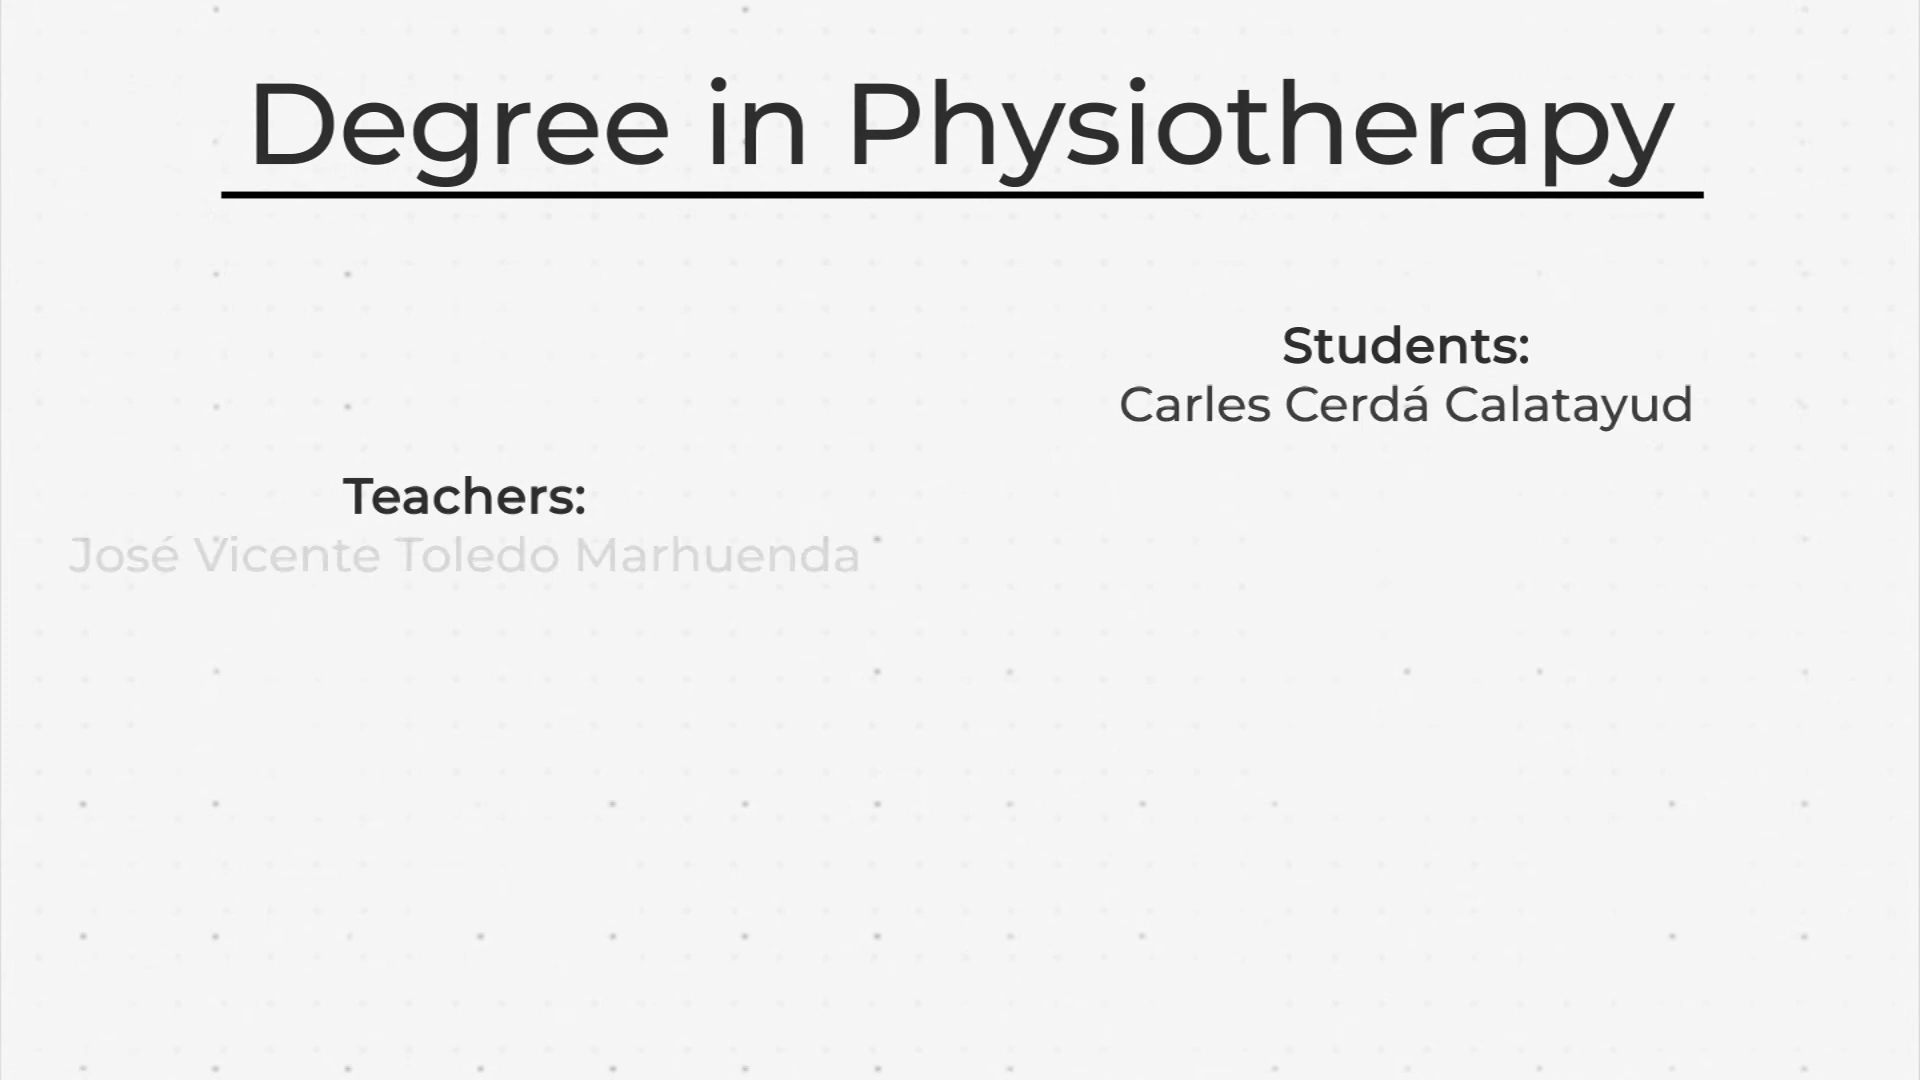 Degree in Physiotherapy
Teachers:
José Vicente Toledo Marhuenda
Students:
Carles Cerdá Calatayud